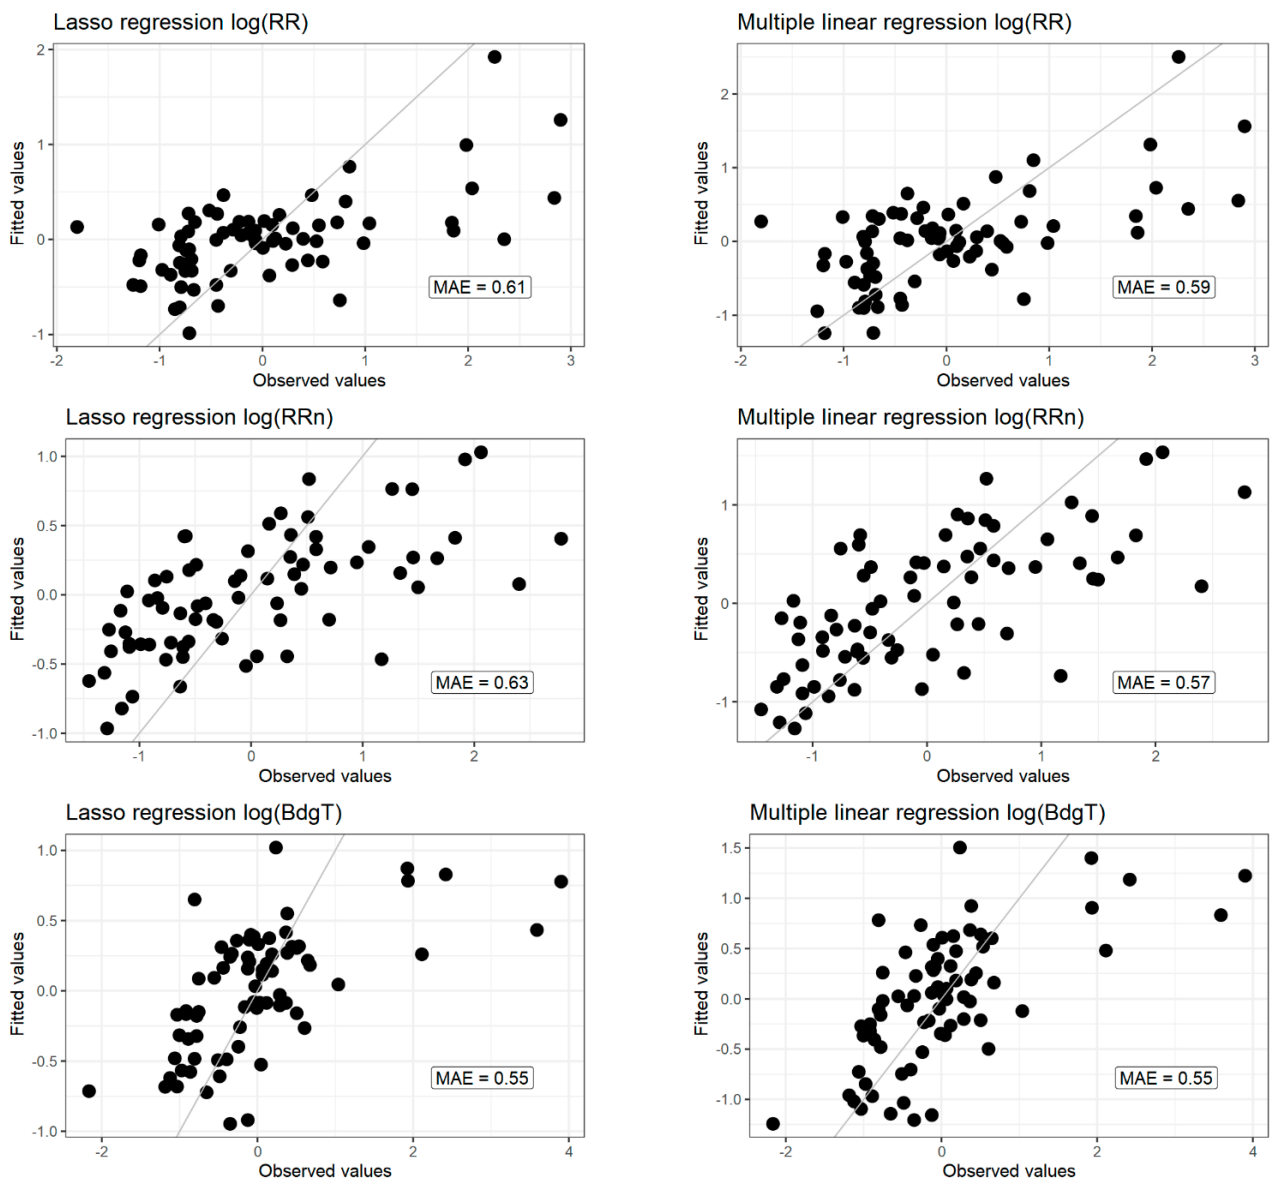 Lasso regression log(RR)
2
1
0
-1
Fitted values
MAE = 0.61
-2 -1 0 1 2 3
Observed values
Multiple linear regression log(RR)
2
1
0
-1
Fitted values
MAE = 0.59
-2 -1 0 1 2 3
Observed values
Lasso regression log(RRn)
1.0
0.5
0.0
-0.5
-1.0
Fitted values
MAE = 0.63
-1 0 1 2
Observed values
Multiple linear regression log(RRn)
1
0
-1
Fitted values
MAE = 0.57
-1 0 1 2
Observed values
Lasso regression log(BdgT)
1.0
0.5
0.0
-0.5
-1.0
Fitted values
MAE = 0.55
-2 0 2 4
Observed values
Multiple linear regression log(BdgT)
1.5
1.0
0.5
0.0
-0.5
-1.0
Fitted values
MAE = 0.55
-2 0 2 4
Observed values